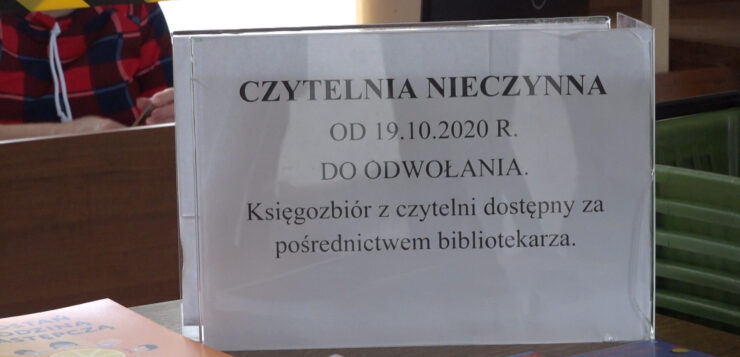 CZYTELNIA NIECZYNNA
OD 19.10.2020 R.
DO ODWOŁANIA.
Księgozbiór z czytelni dostępny za
pośrednictwem bibliotekarza.